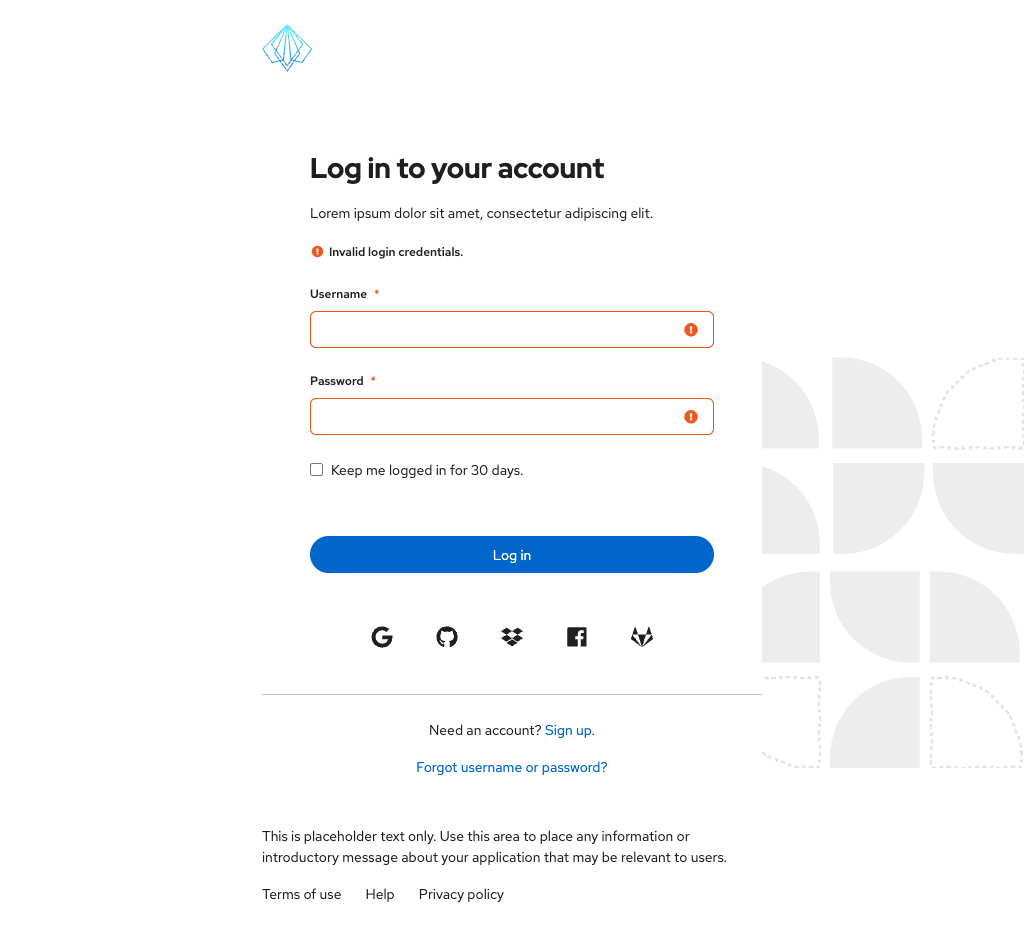 Log in to your account
Lorem ipsum dolor sit amet, consectetur adipiscing elit.
Invalid login credentials.
Username *
Password *
Keep me logged in for 30 days.
Log in
Need an account? Sign up.
Forgot username or password?
This is placeholder text only. Use this area to place any information or
introductory message about your application that may be relevant to users.
Terms of use Help Privacy policy